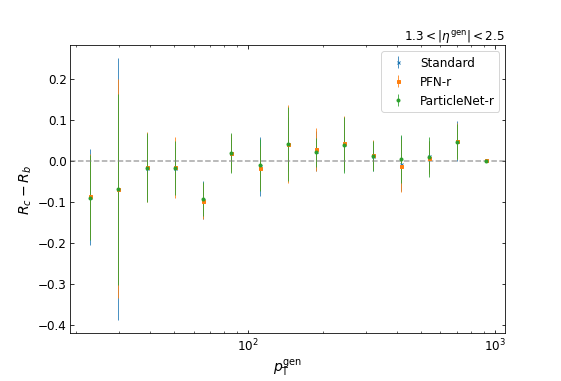 1.3 < |η^gen| < 2.5
Standard
PFN-r
ParticleNet-r
0.2
0.1
0.0
−0.1
−0.2
−0.3
−0.4
R_c − R_b
10^2
10^3
p_T^gen